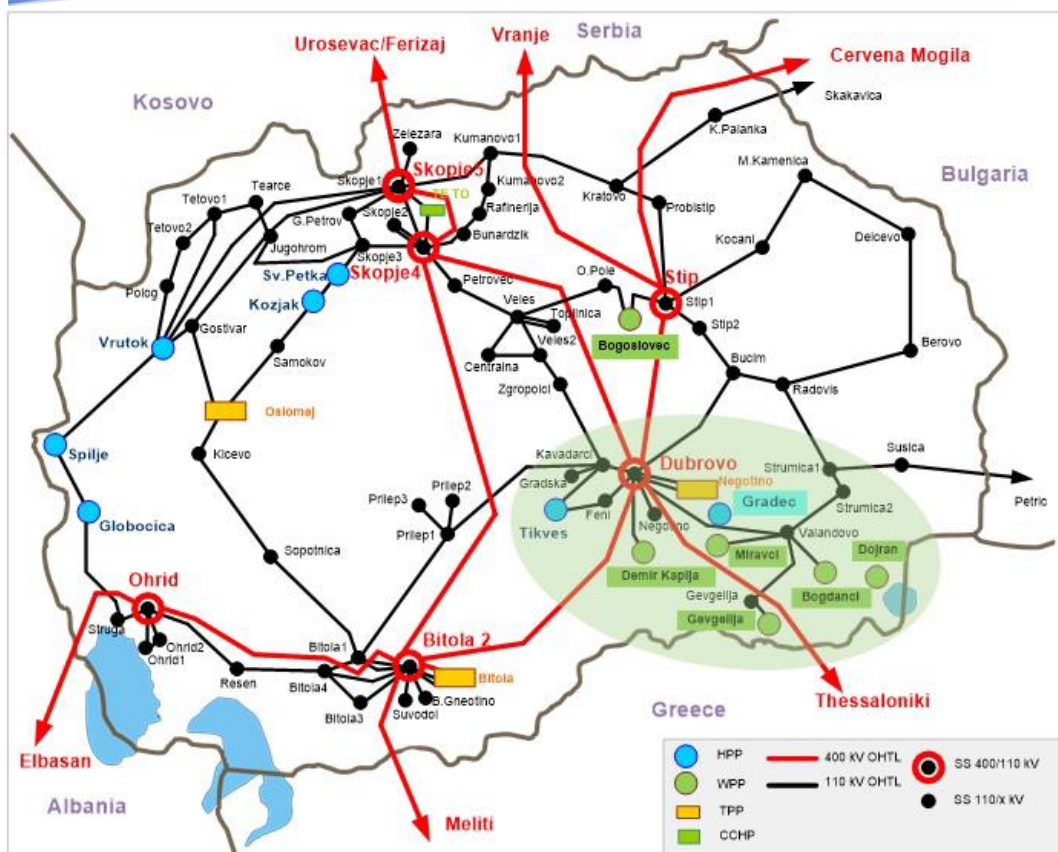 Serbia
Vranje
Urosevac/Ferizaj
Cervena Mogila
Skakavica
Kosovo
K.Palanka
Zelezara
Kumanovo1
M.Kamenica
Bulgaria
Skopje5
Skopje1
TE TO
Kumanovo2
Kratovo
Tearce
Tetovo1
G.Petrov
Skopje2
Rafinerija
Probistip
Bunardzik
Kocani
Delcevo
Tetovo2
Jugohrom
Skopje3
Skopje4
Sv.Petka
Petrovec
O.Pole
Stip
Polog
Kozjak
Stip1
Gostivar
Veles
Toplinica
Stip2
Vrutok
Veles2
Bogoslovec
Samokov
Centralna
Bucim
Berovo
Zgropolci
Radovis
Oslomej
Spilje
Kicevo
Kavadarci
Dubrovo
Strumica1
Susica
Gradska
Negotino
Petric
Prilep3
Prilep2
Gradec
Strumica2
Globocica
Tikves
Feni
Negotino
Prilep1
Valandovo
Miravci
Dojran
Sopotnica
Demir Kapija
Bogdanci
Ohrid
Gevgelija
Gevgelija
Struga
Ohrid2
Ohrid1
Bitola1
Bitola 2
Resen
Bitola4
Bitola
B.Gneotino
Bitola3
Suvodol
Thessaloniki
Greece
Elbasan
Albania
Meliti
HPP
400 kV OHTL
SS 400/110 kV
WPP
110 kV OHTL
SS 110/x kV
TPP
CCHP